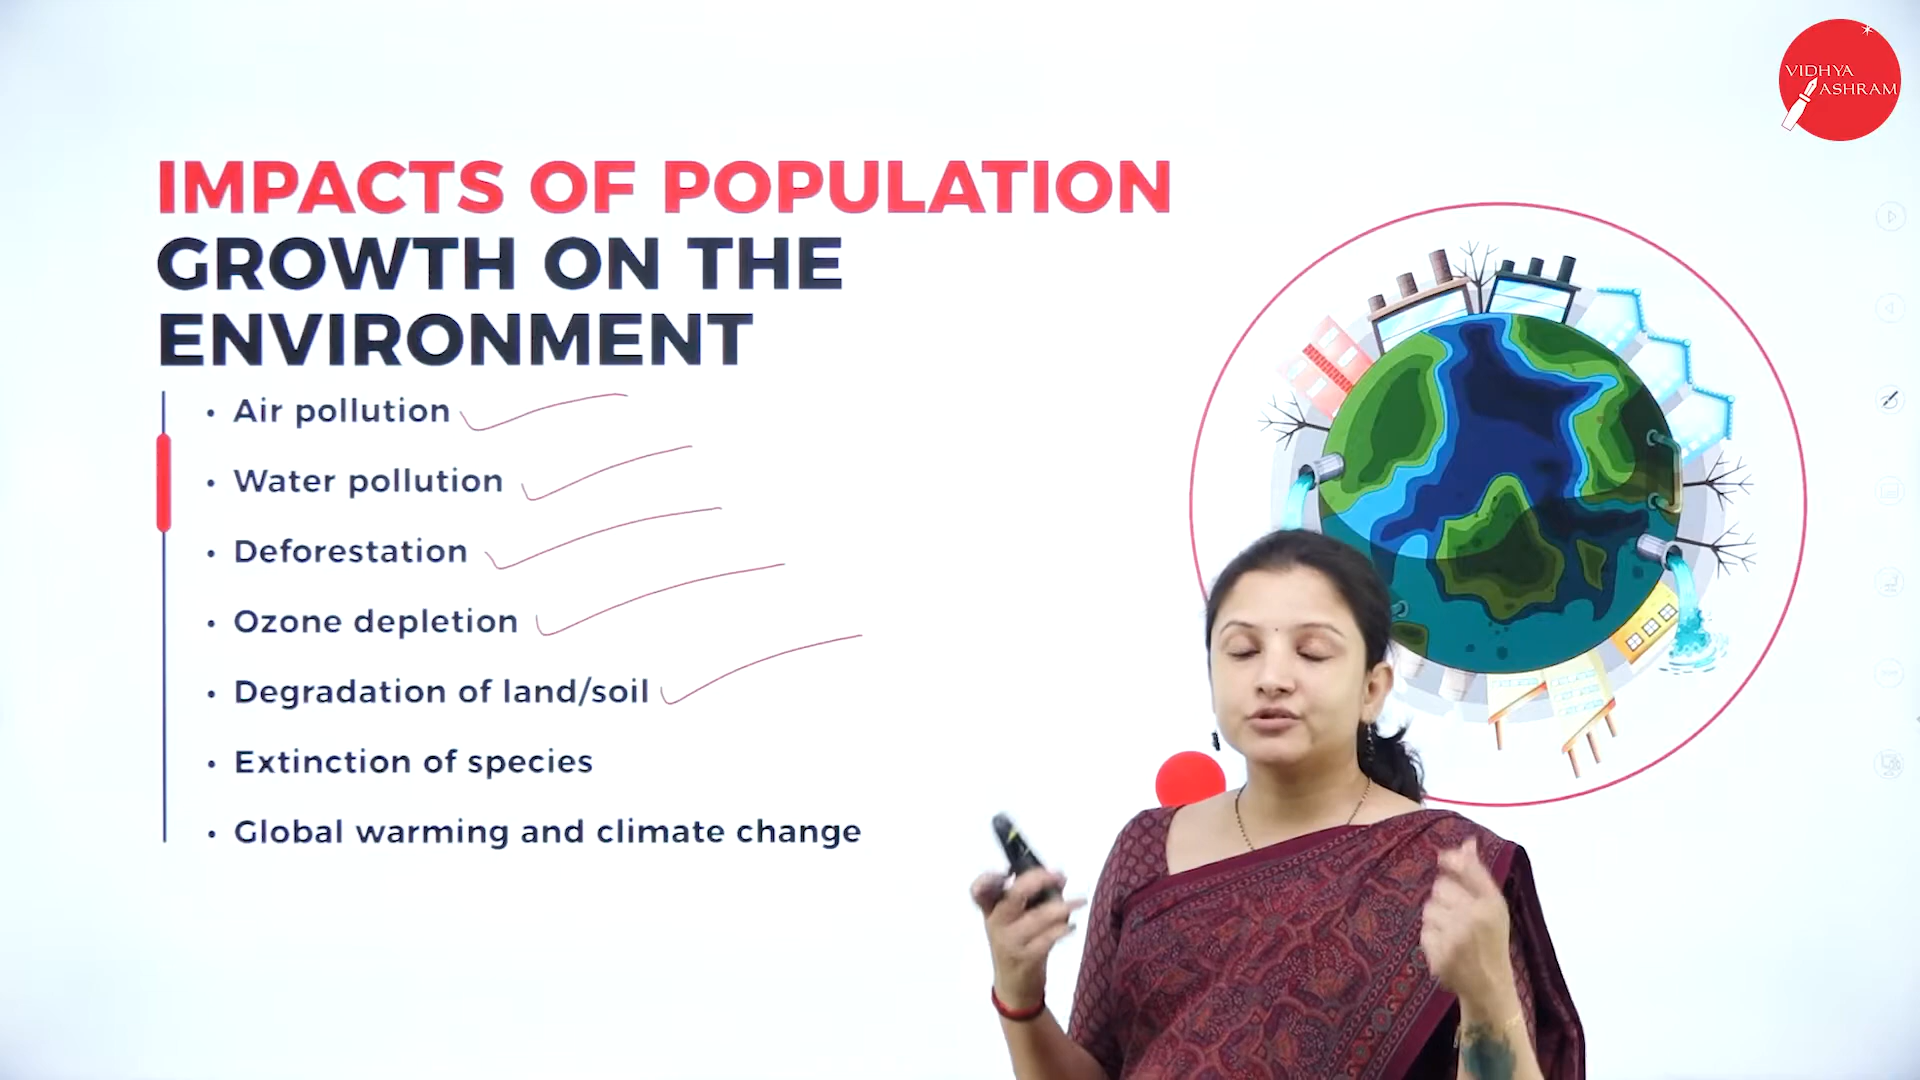 VIDHYA
ASHRAM
IMPACTS OF POPULATION
GROWTH ON THE
ENVIRONMENT
• Air pollution
• Water pollution
• Deforestation
• Ozone depletion
• Degradation of land/soil
• Extinction of species
• Global warming and climate change